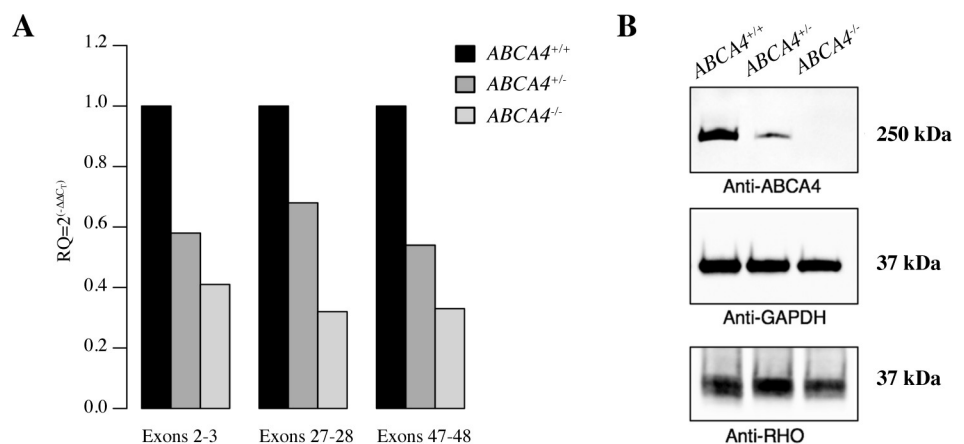 A
1.2
1.0
0.8
0.6
0.4
0.2
0.0
RQ=2(-ΔΔCT)
ABCA4+/+
ABCA4+/-
ABCA4-/-
Exons 2-3
Exons 27-28
Exons 47-48
B
ABCA4+/+ ABCA4+/- ABCA4-/-
250 kDa
Anti-ABCA4
37 kDa
Anti-GAPDH
37 kDa
Anti-RHO